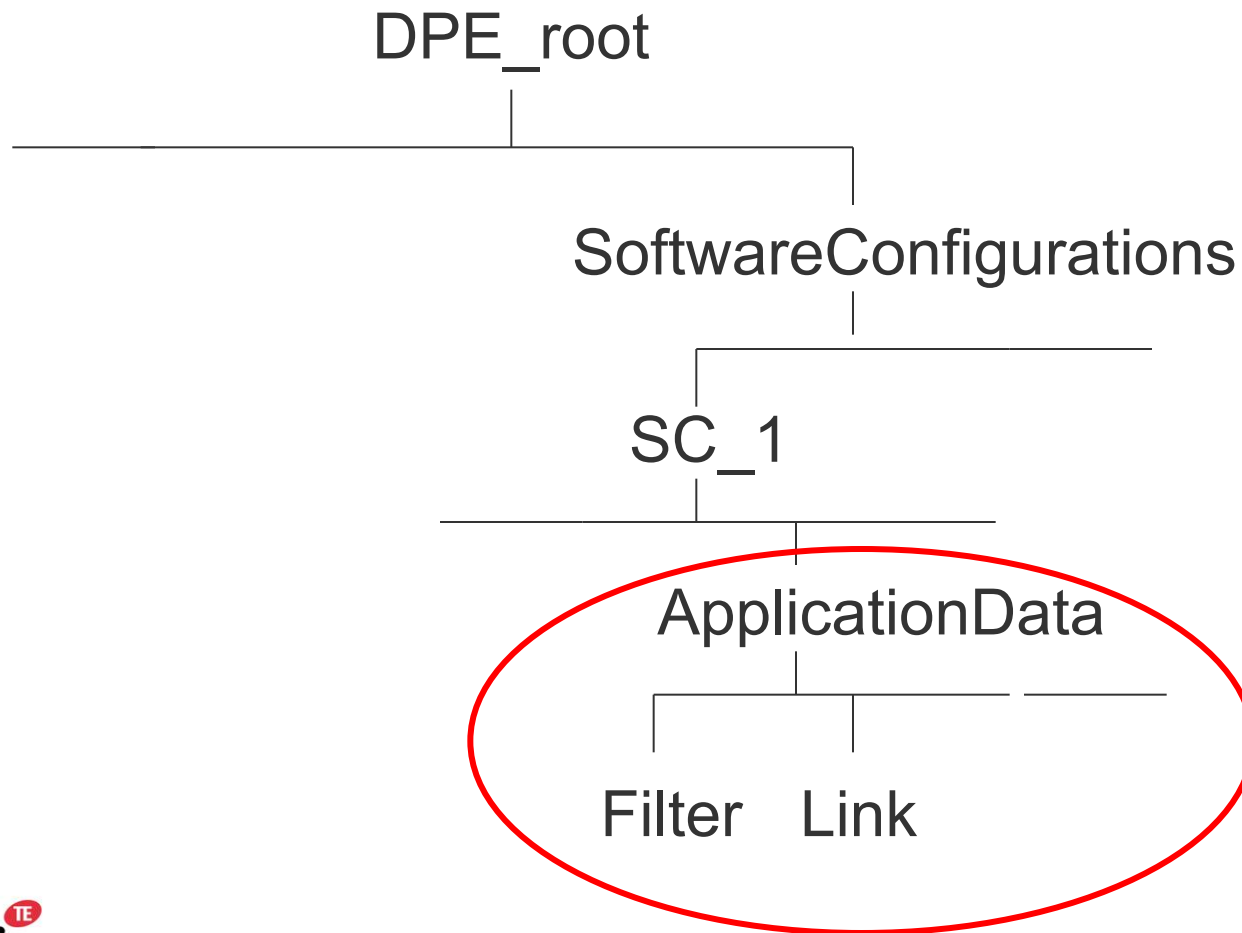 DPE_root
SoftwareConfigurations
SC_1
ApplicationData
Filter Link
TE